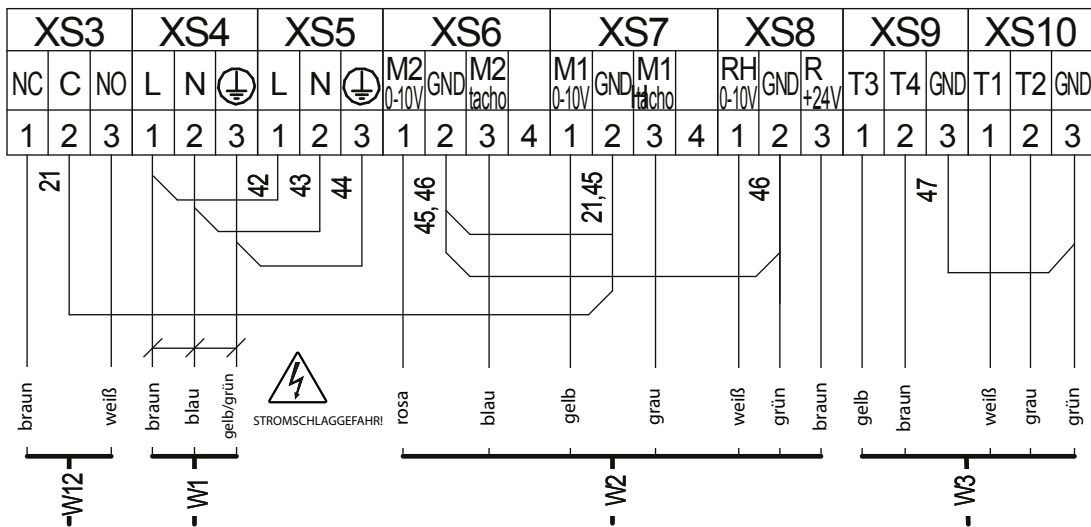 XS3 XS4 XS5 XS6 XS7 XS8 XS9 XS10
NC C NO L N L N M2 0-10V GND M2 tacho M1 0-10V GND M1 tacho RH 0-10V GND R +24V T3 T4 GND T1 T2 GND
1 2 3 1 2 3 1 2 3 1 2 3 4 1 2 3 4 1 2 3 1 2 3 1 2 3
21 42 43 44 45, 46 21,45 46 47
braun weiß braun blau gelb/grün rosa blau gelb grau weiß grün braun gelb braun weiß grau grün
STROMSCHLAGGEFAHR!
W12 W1 W2 W3